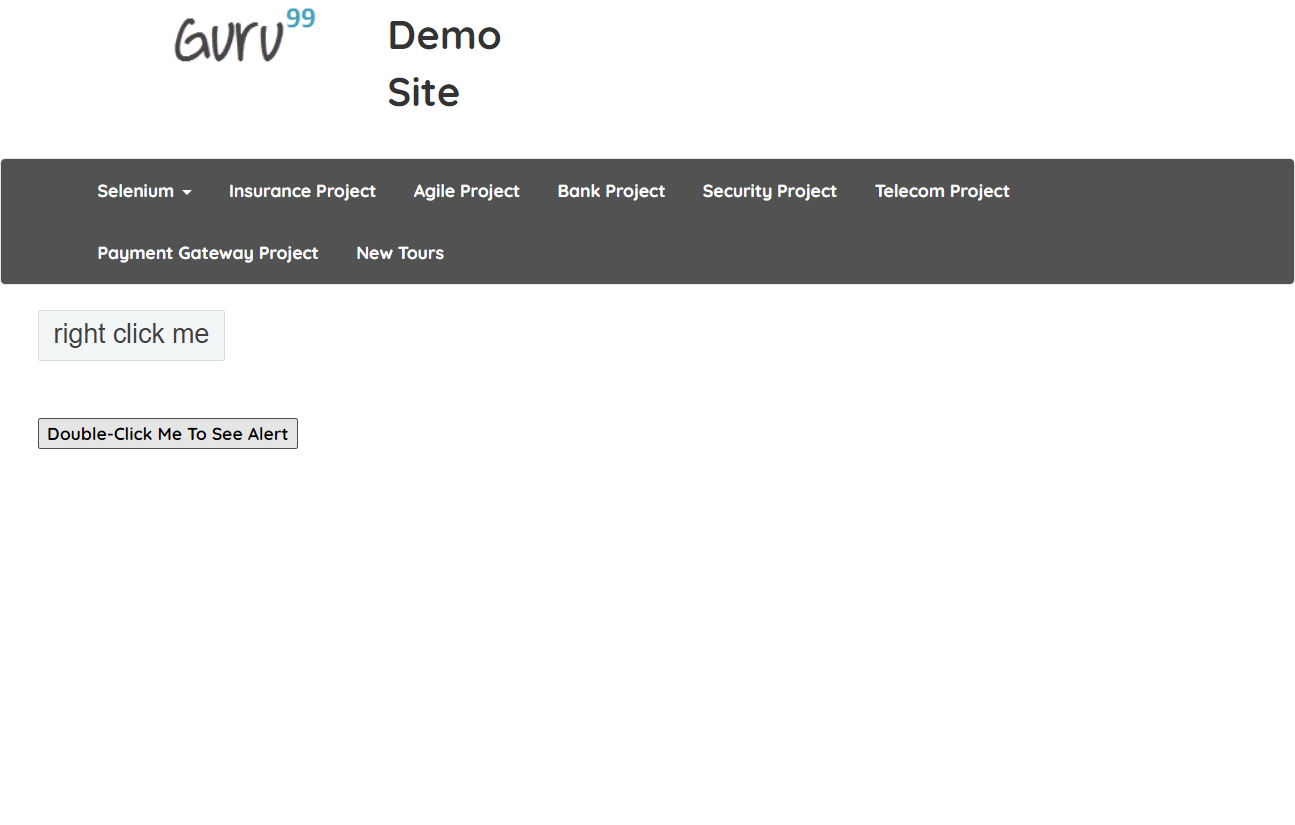 Guru99
Demo
Site
Selenium
Insurance Project
Agile Project
Bank Project
Security Project
Telecom Project
Payment Gateway Project
New Tours
right click me
Double-Click Me To See Alert